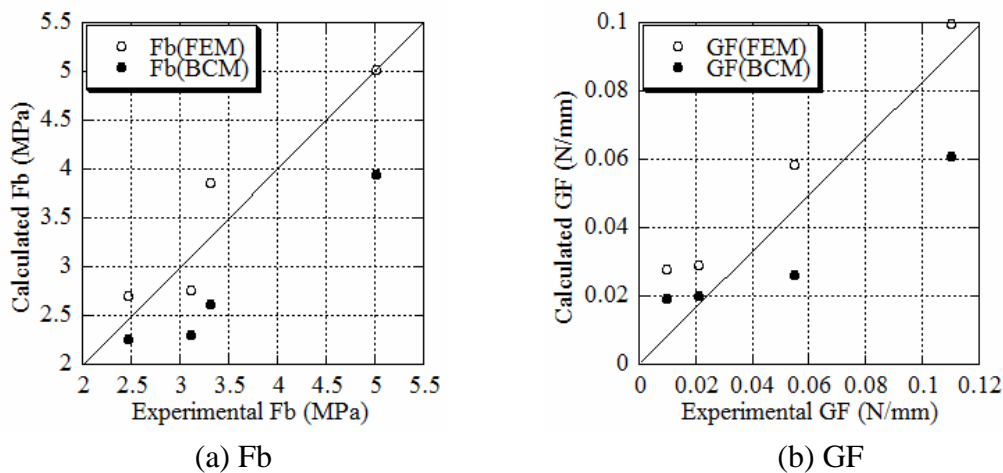 5.5
5
4.5
4
3.5
3
2.5
2
Calculated Fb (MPa)
Fb(FEM)
Fb(BCM)
2 2.5 3 3.5 4 4.5 5 5.5
Experimental Fb (MPa)
(a) Fb
0.1
0.08
0.06
0.04
0.02
0
Calculated GF (N/mm)
GF(FEM)
GF(BCM)
0 0.02 0.04 0.06 0.08 0.1 0.12
Experimental GF (N/mm)
(b) GF